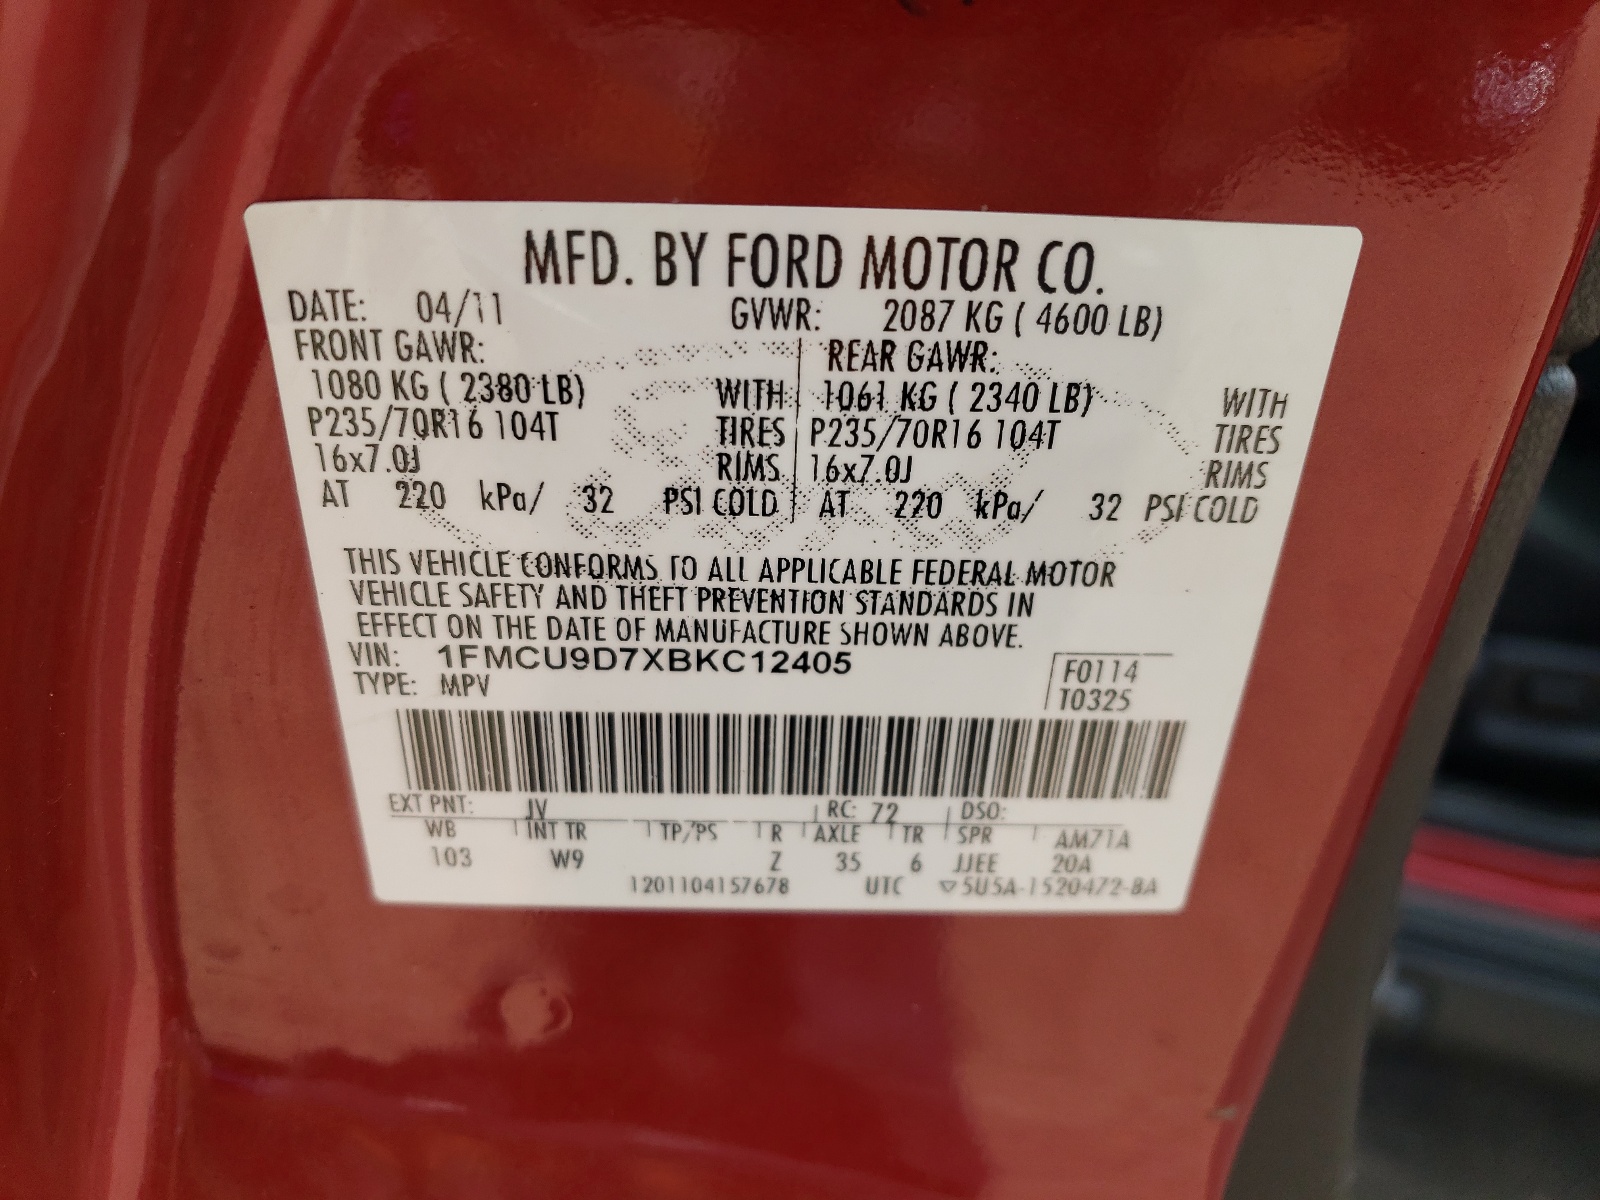 MFD. BY FORD MOTOR CO.
DATE: 04/11 GVWR: 2087 KG ( 4600 LB)
FRONT GAWR: REAR GAWR:
1080 KG ( 2380 LB) WITH 1061 KG ( 2340 LB) WITH
P235/70R16 104T TIRES P235/70R16 104T TIRES
16x7.0J RIMS 16x7.0J RIMS
AT 220 kPa/ 32 PSI COLD AT 220 kPa/ 32 PSI COLD
THIS VEHICLE CONFORMS TO ALL APPLICABLE FEDERAL MOTOR
VEHICLE SAFETY AND THEFT PREVENTION STANDARDS IN
EFFECT ON THE DATE OF MANUFACTURE SHOWN ABOVE.
VIN: 1FMCU9D7XBKC12405 F0114
TYPE: MPV T0325
EXT PNT: JV RC: 72 DSO:
WB INT TR TP/PS R AXLE TR SPR AM71A
103 W9 Z 35 6 JJEE 20A
1201104157678 UTC ▽5U5A-1520472-BA